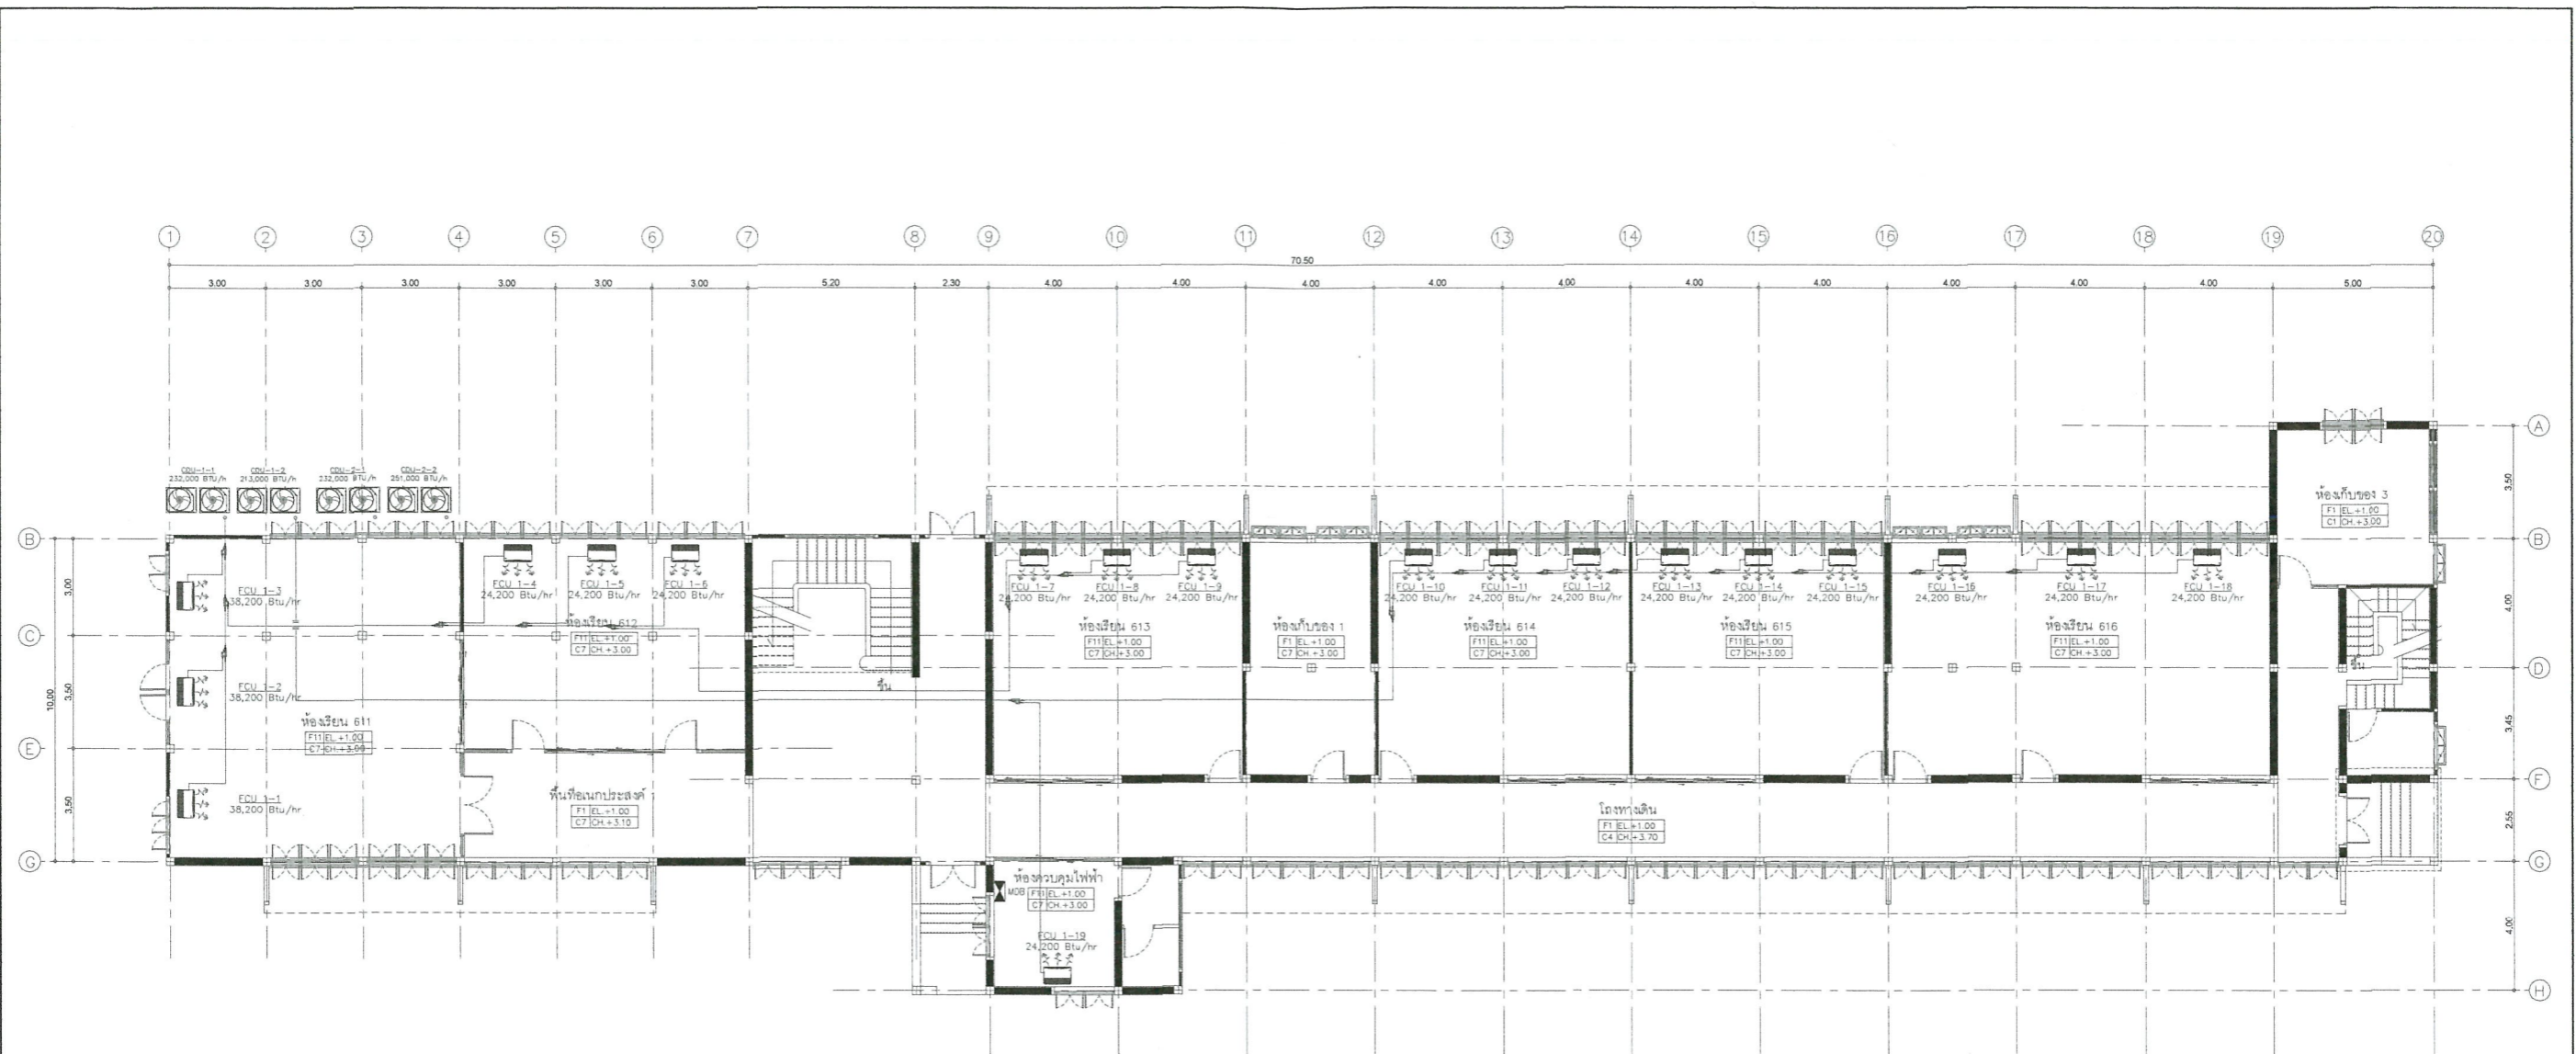 1 2 3 4 5 6 7 8 9 10 11 12 13 14 15 16 17 18 19 20
70.50
3.00 3.00 3.00 3.00 3.00 3.00 5.20 2.30 4.00 4.00 4.00 4.00 4.00 4.00 4.00 4.00 4.00 4.00 5.00
A
CDU-1-1 CDU-1-2 CDU-2-1 CDU-2-2
232,000 BTU/h 213,000 BTU/h 232,000 BTU/h 251,000 BTU/h
3.50
ห้องเก็บของ 3
F1 EL.+1.00
C1 CH.+3.00
B B
3.00
4.00
FCU 1-3
38,200 Btu/hr
FCU 1-4
24,200 Btu/hr
FCU 1-5
24,200 Btu/hr
FCU 1-6
24,200 Btu/hr
FCU 1-7
24,200 Btu/hr
FCU 1-8
24,200 Btu/hr
FCU 1-9
24,200 Btu/hr
FCU 1-10
24,200 Btu/hr
FCU 1-11
24,200 Btu/hr
FCU 1-12
24,200 Btu/hr
FCU 1-13
24,200 Btu/hr
FCU 1-14
24,200 Btu/hr
FCU 1-15
24,200 Btu/hr
FCU 1-16
24,200 Btu/hr
FCU 1-17
24,200 Btu/hr
FCU 1-18
24,200 Btu/hr
ห้องเรียน 612
F11 EL.+1.00
C7 CH.+3.00
ห้องเรียน 613
F11 EL.+1.00
C7 CH.+3.00
ห้องเก็บของ 1
F1 EL.+1.00
C7 CH.+3.00
ห้องเรียน 614
F11 EL.+1.00
C7 CH.+3.00
ห้องเรียน 615
F11 EL.+1.00
C7 CH.+3.00
ห้องเรียน 616
F11 EL.+1.00
C7 CH.+3.00
C
D
ขึ้น
ขึ้น
10.00
3.50
3.45
FCU 1-2
38,200 Btu/hr
ห้องเรียน 611
F11 EL.+1.00
C7 CH.+3.00
E
F
3.50
2.55
FCU 1-1
38,200 Btu/hr
พื้นที่อเนกประสงค์
F1 EL.+1.00
C7 CH.+3.10
โถงทางเดิน
F1 EL.+1.00
C4 CH.+3.70
G G
ห้องควบคุมไฟฟ้า
MDB F11 EL.+1.00
C7 CH.+3.00
4.00
FCU 1-19
24,200 Btu/hr
H